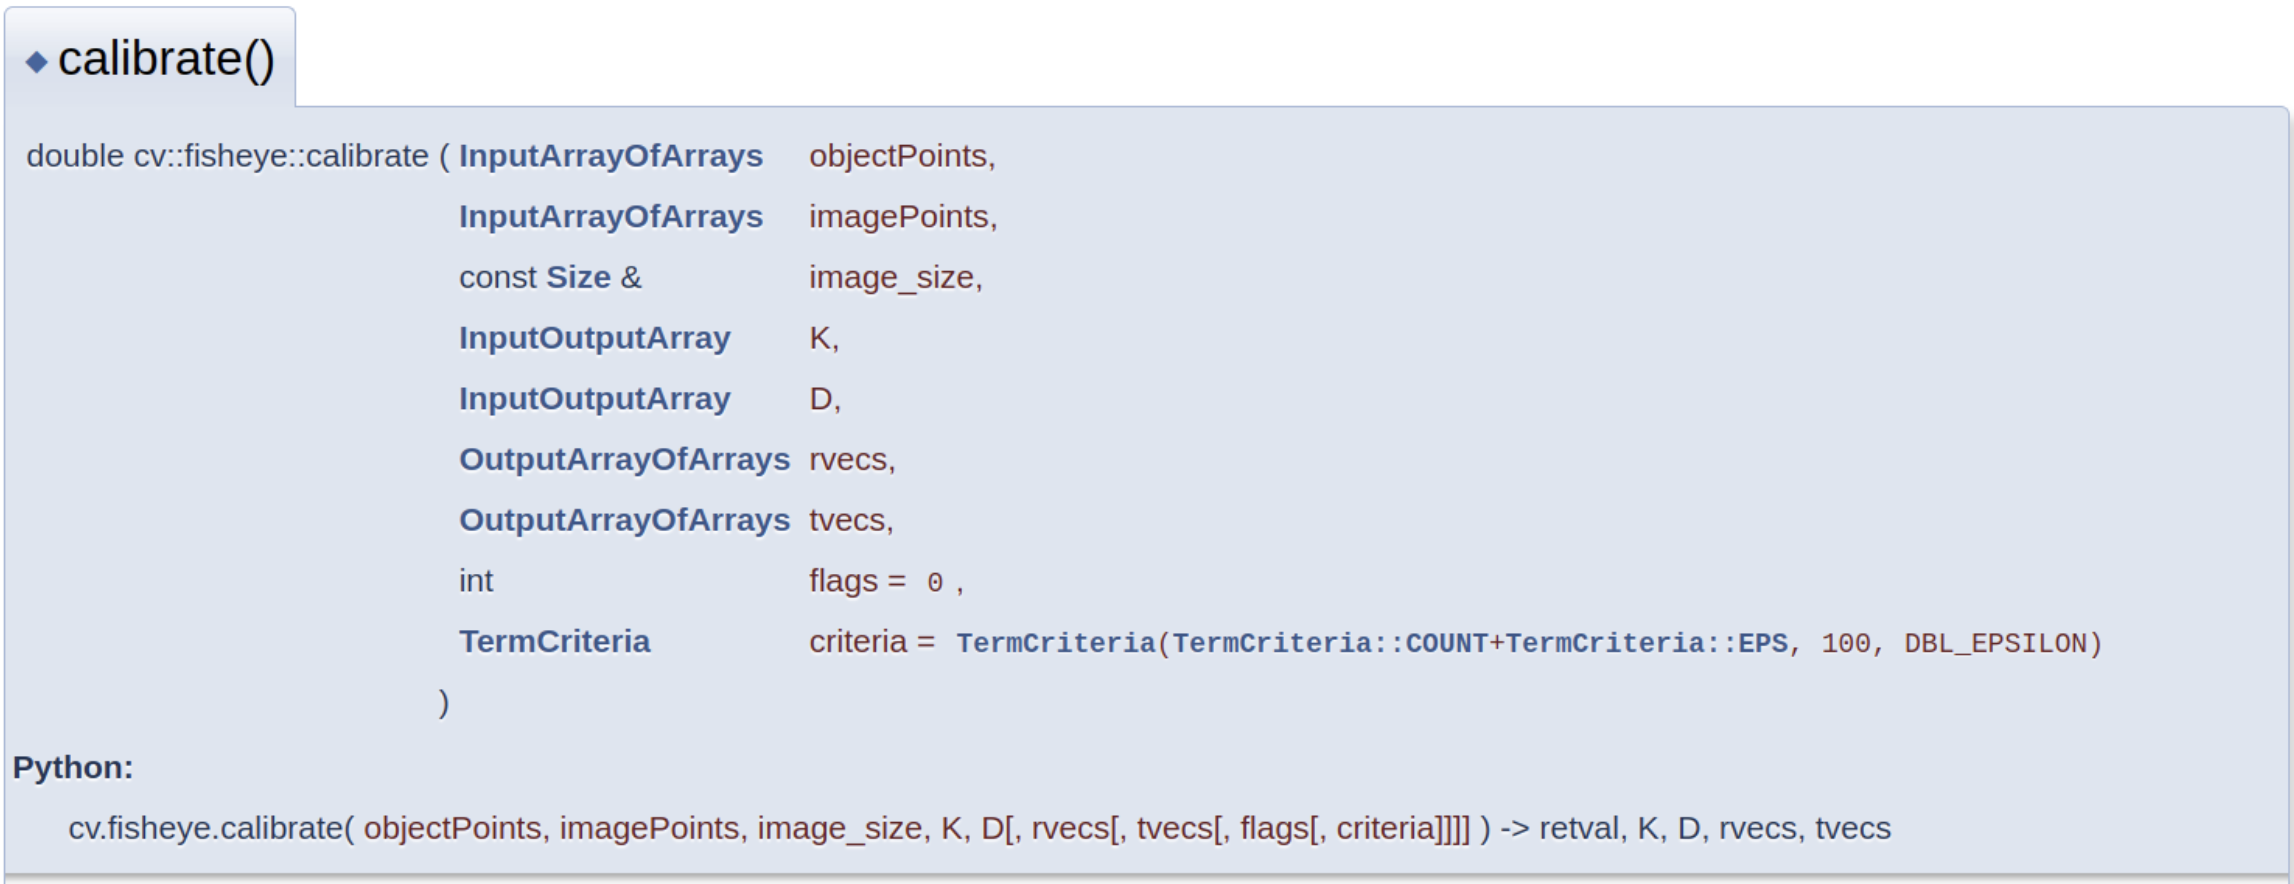 ◆ calibrate()
double cv::fisheye::calibrate ( InputArrayOfArrays objectPoints,
InputArrayOfArrays imagePoints,
const Size & image_size,
InputOutputArray K,
InputOutputArray D,
OutputArrayOfArrays rvecs,
OutputArrayOfArrays tvecs,
int flags = 0 ,
TermCriteria criteria = TermCriteria(TermCriteria::COUNT+TermCriteria::EPS, 100, DBL_EPSILON)
)
Python:
cv.fisheye.calibrate( objectPoints, imagePoints, image_size, K, D[, rvecs[, tvecs[, flags[, criteria]]]] ) -> retval, K, D, rvecs, tvecs